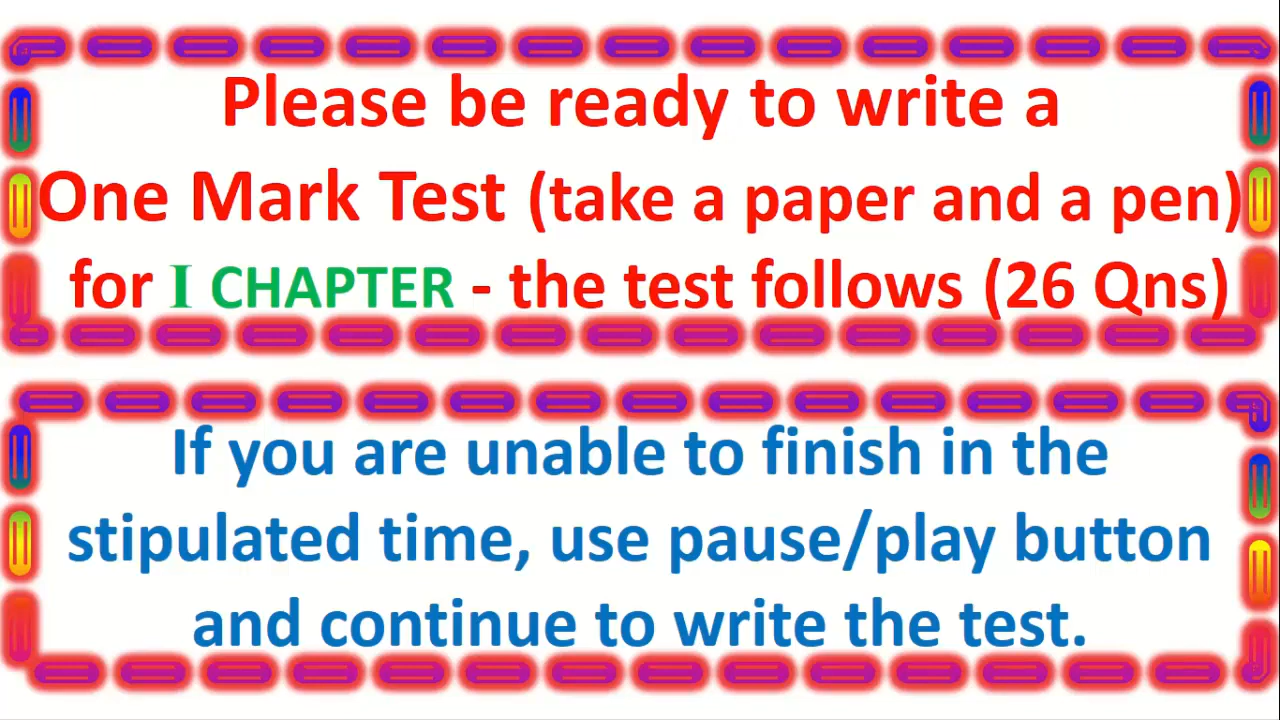 Please be ready to write a
One Mark Test (take a paper and a pen)
for I CHAPTER - the test follows (26 Qns)
If you are unable to finish in the
stipulated time, use pause/play button
and continue to write the test.